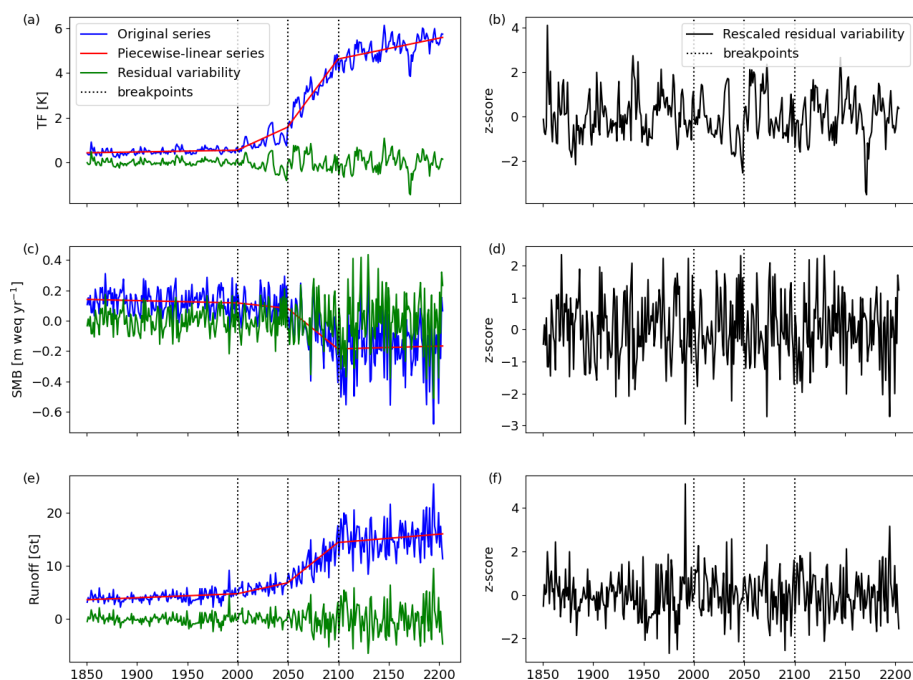 (a)
Original series
Piecewise-linear series
Residual variability
breakpoints
TF [K]
6
4
2
0
(b)
Rescaled residual variability
breakpoints
z-score
4
2
0
−2
(c)
SMB [m weq yr⁻¹]
0.4
0.2
0.0
−0.2
−0.4
−0.6
(d)
z-score
2
1
0
−1
−2
−3
(e)
Runoff [Gt]
20
10
0
1850 1900 1950 2000 2050 2100 2150 2200
(f)
z-score
4
2
0
−2
1850 1900 1950 2000 2050 2100 2150 2200